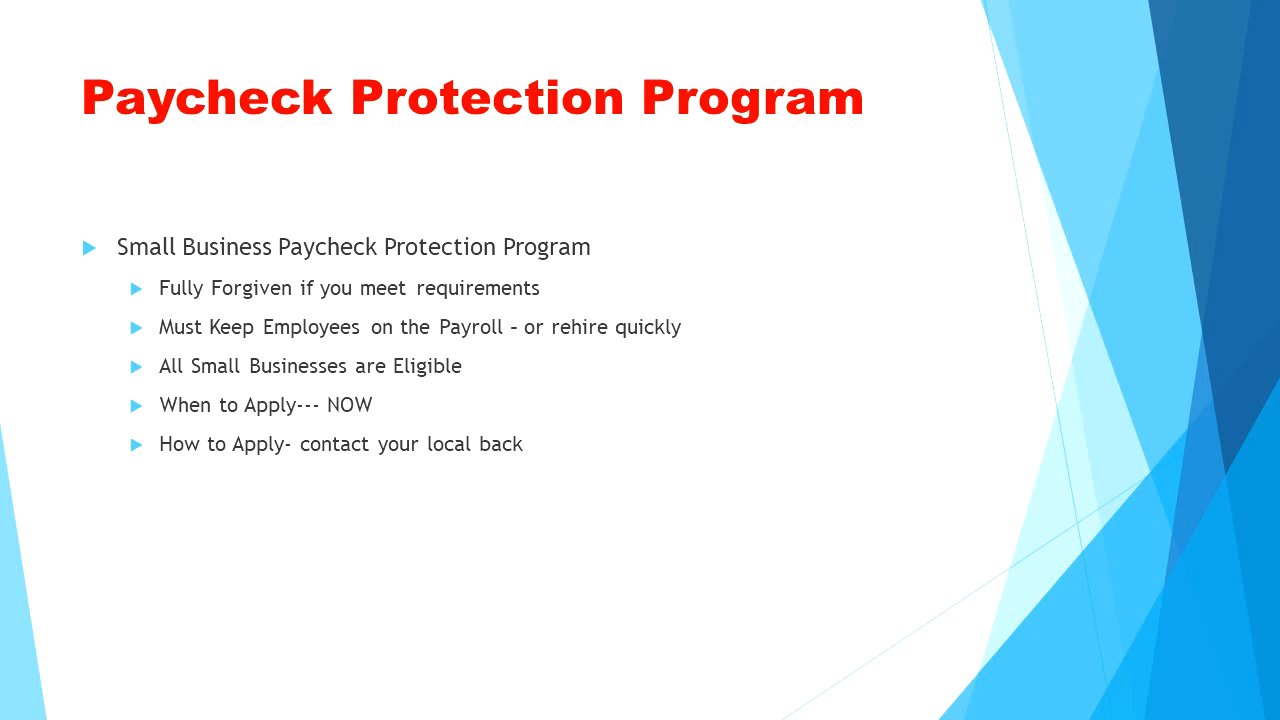 Paycheck Protection Program
Small Business Paycheck Protection Program
Fully Forgiven if you meet requirements
Must Keep Employees on the Payroll – or rehire quickly
All Small Businesses are Eligible
When to Apply--- NOW
How to Apply- contact your local back